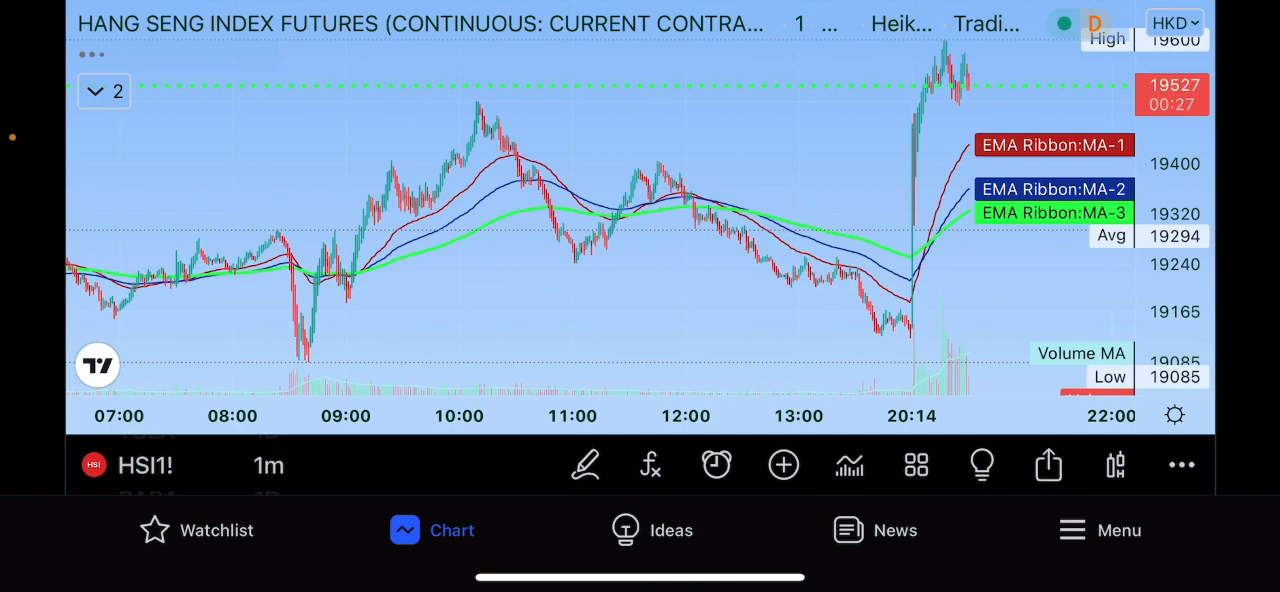 HANG SENG INDEX FUTURES (CONTINUOUS: CURRENT CONTRA... 1 ... Heik... Tradi... D HKD
High 19600
2
19527
00:27
EMA Ribbon:MA-1
19400
EMA Ribbon:MA-2
EMA Ribbon:MA-3 19320
Avg 19294
19240
19165
Volume MA
19085
Low 19085
07:00 08:00 09:00 10:00 11:00 12:00 13:00 20:14 22:00
HSI HSI1! 1m
Watchlist Chart Ideas News Menu